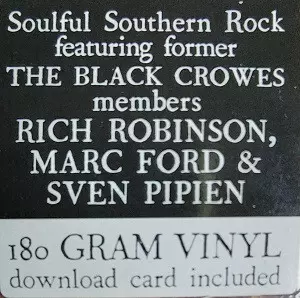 Soulful Southern Rock
featuring former
THE BLACK CROWES
members
RICH ROBINSON,
MARC FORD &
SVEN PIPIEN
180 GRAM VINYL
download card included